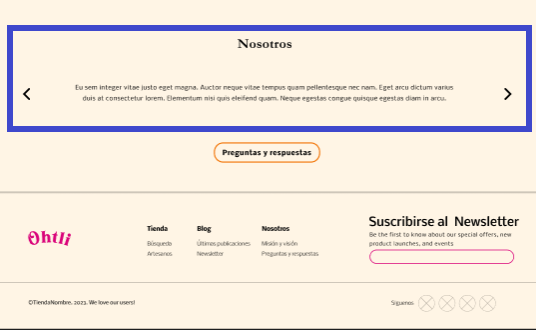 Nosotros
Eu sem integer vitae justo eget magna. Auctor neque vitae tempus quam pellentesque nec nam. Eget arcu dictum varius
duis at consectetur lorem. Elementum nisi quis eleifend quam. Neque egestas congue quisque egestas diam in arcu.
Preguntas y respuestas
Ohtli
Tienda
Búsqueda
Artesanos
Blog
Últimas publicaciones
Newsletter
Nosotros
Misión y visión
Preguntas y respuestas
Suscribirse al Newsletter
Be the first to know about our special offers, new
product launches, and events
©TiendaNombre, 2023. We love our users!
Síguenos